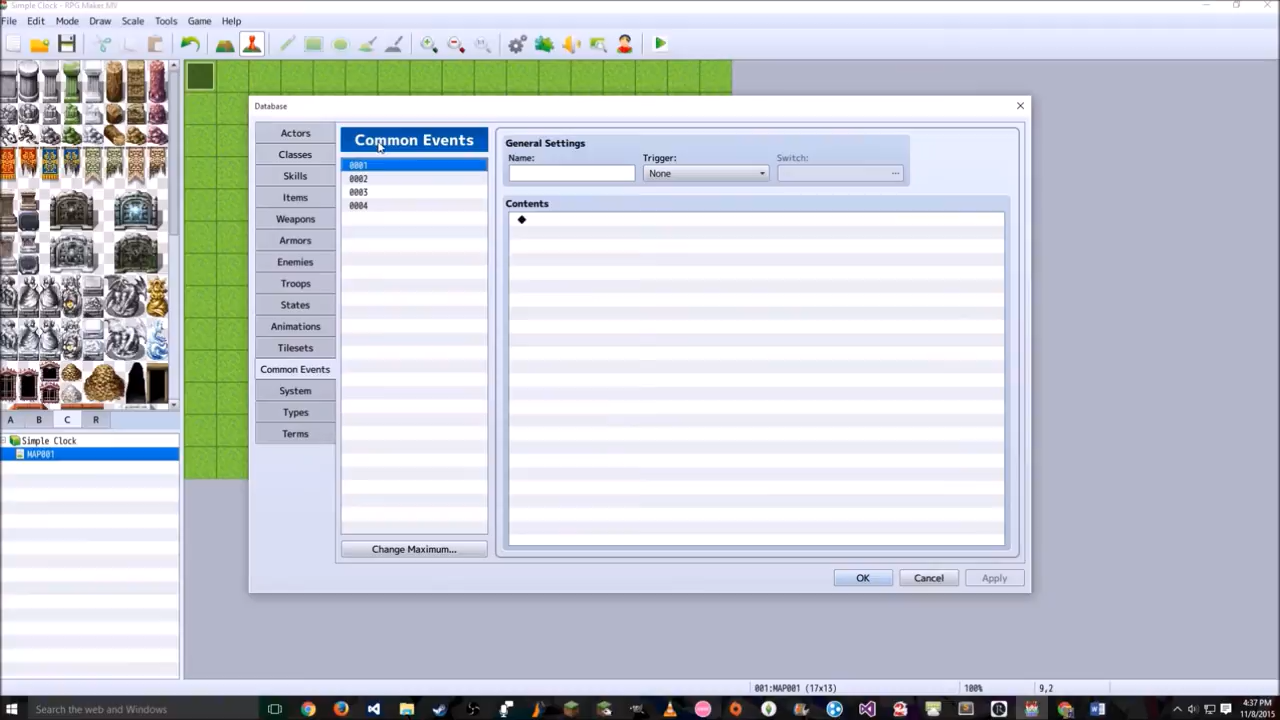 Simple Clock - RPG Maker MV
File Edit Mode Draw Scale Tools Game Help
Database
Actors
Classes
Skills
Items
Weapons
Armors
Enemies
Troops
States
Animations
Tilesets
Common Events
System
Types
Terms
Common Events
0001
0002
0003
0004
Change Maximum...
General Settings
Name:
Trigger:
Switch:
None
...
Contents
OK
Cancel
Apply
A B C R
Simple Clock
MAP001
001:MAP001 (17x13)
100%
9,2
Search the web and Windows
4:37 PM
11/8/2015